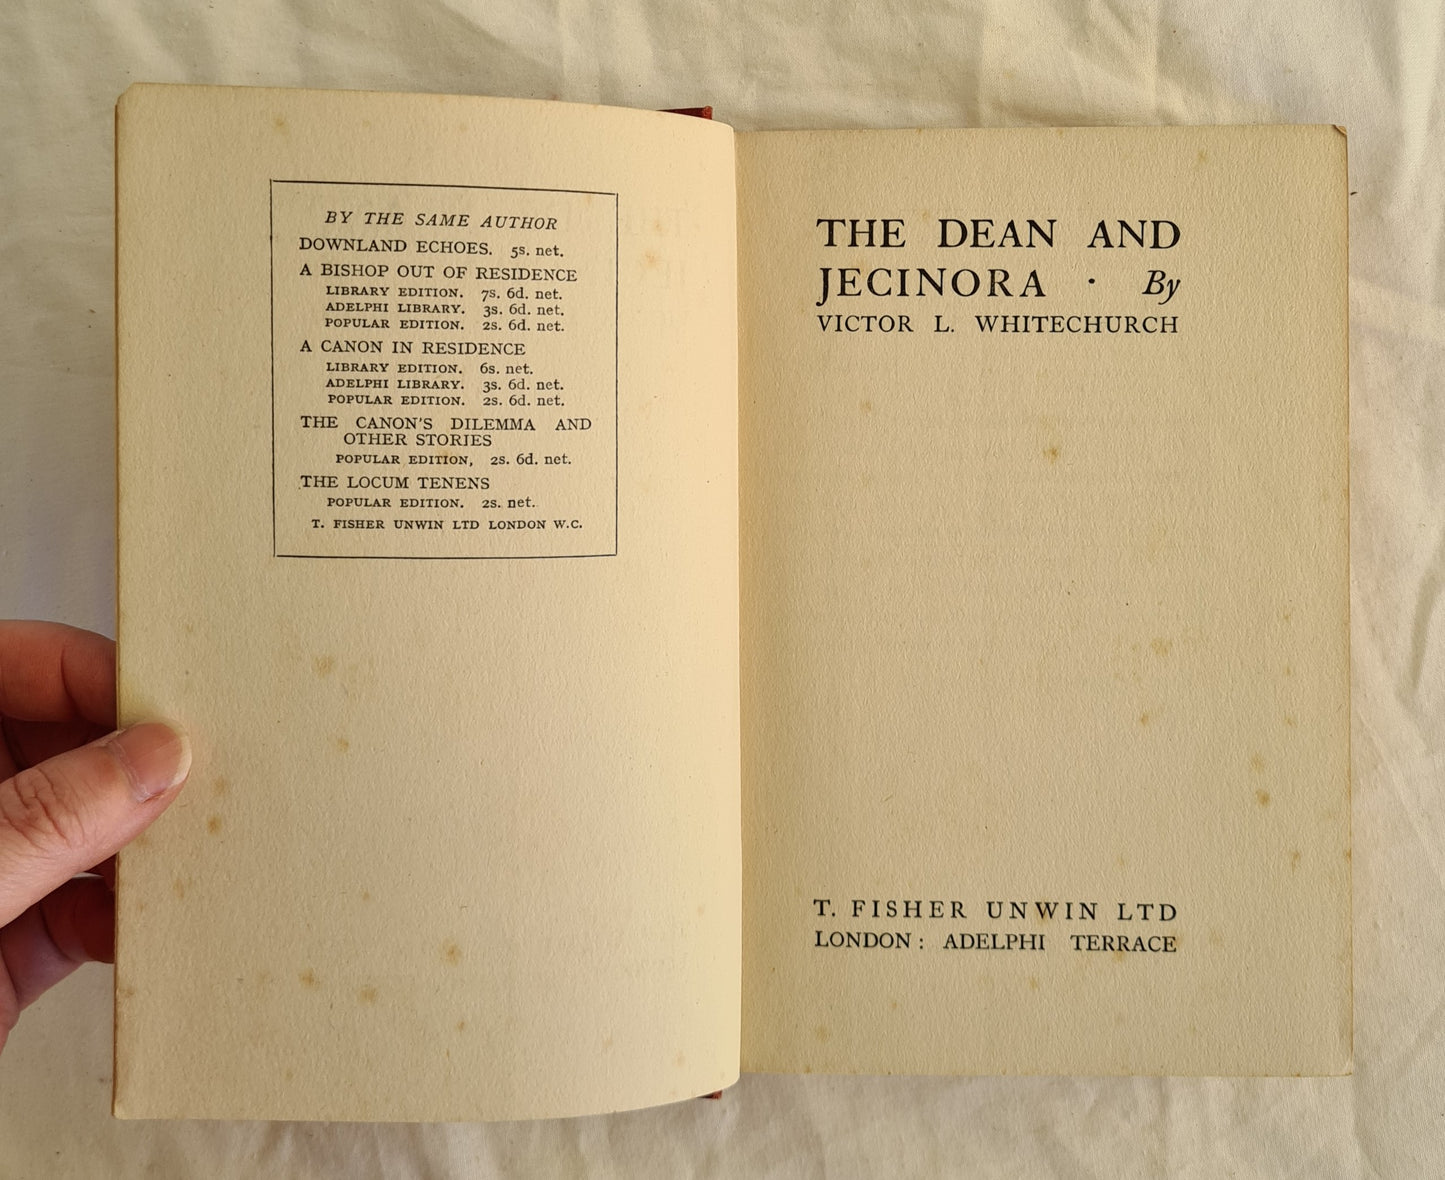 BY THE SAME AUTHOR
DOWNLAND ECHOES. 5s. net.
A BISHOP OUT OF RESIDENCE
LIBRARY EDITION. 7s. 6d. net.
ADELPHI LIBRARY. 3s. 6d. net.
POPULAR EDITION. 2s. 6d. net.
A CANON IN RESIDENCE
LIBRARY EDITION. 6s. net.
ADELPHI LIBRARY. 3s. 6d. net.
POPULAR EDITION. 2s. 6d. net.
THE CANON'S DILEMMA AND
OTHER STORIES
POPULAR EDITION, 2s. 6d. net.
THE LOCUM TENENS
POPULAR EDITION. 2s. net.
T. FISHER UNWIN LTD LONDON W.C.
THE DEAN AND
JECINORA · By
VICTOR L. WHITECHURCH
T. FISHER UNWIN LTD
LONDON: ADELPHI TERRACE